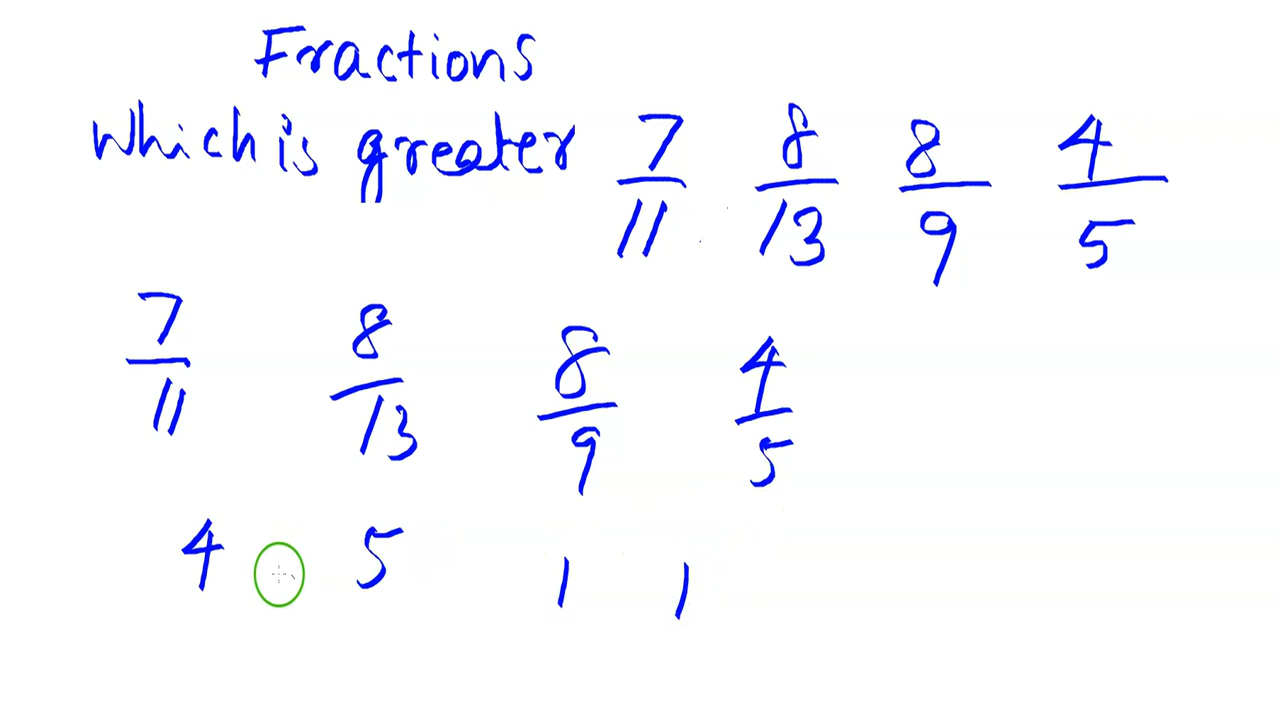 Fractions
Which is greater 7/11 8/13 8/9 4/5
7/11 8/13 8/9 4/5
4 5 1 1